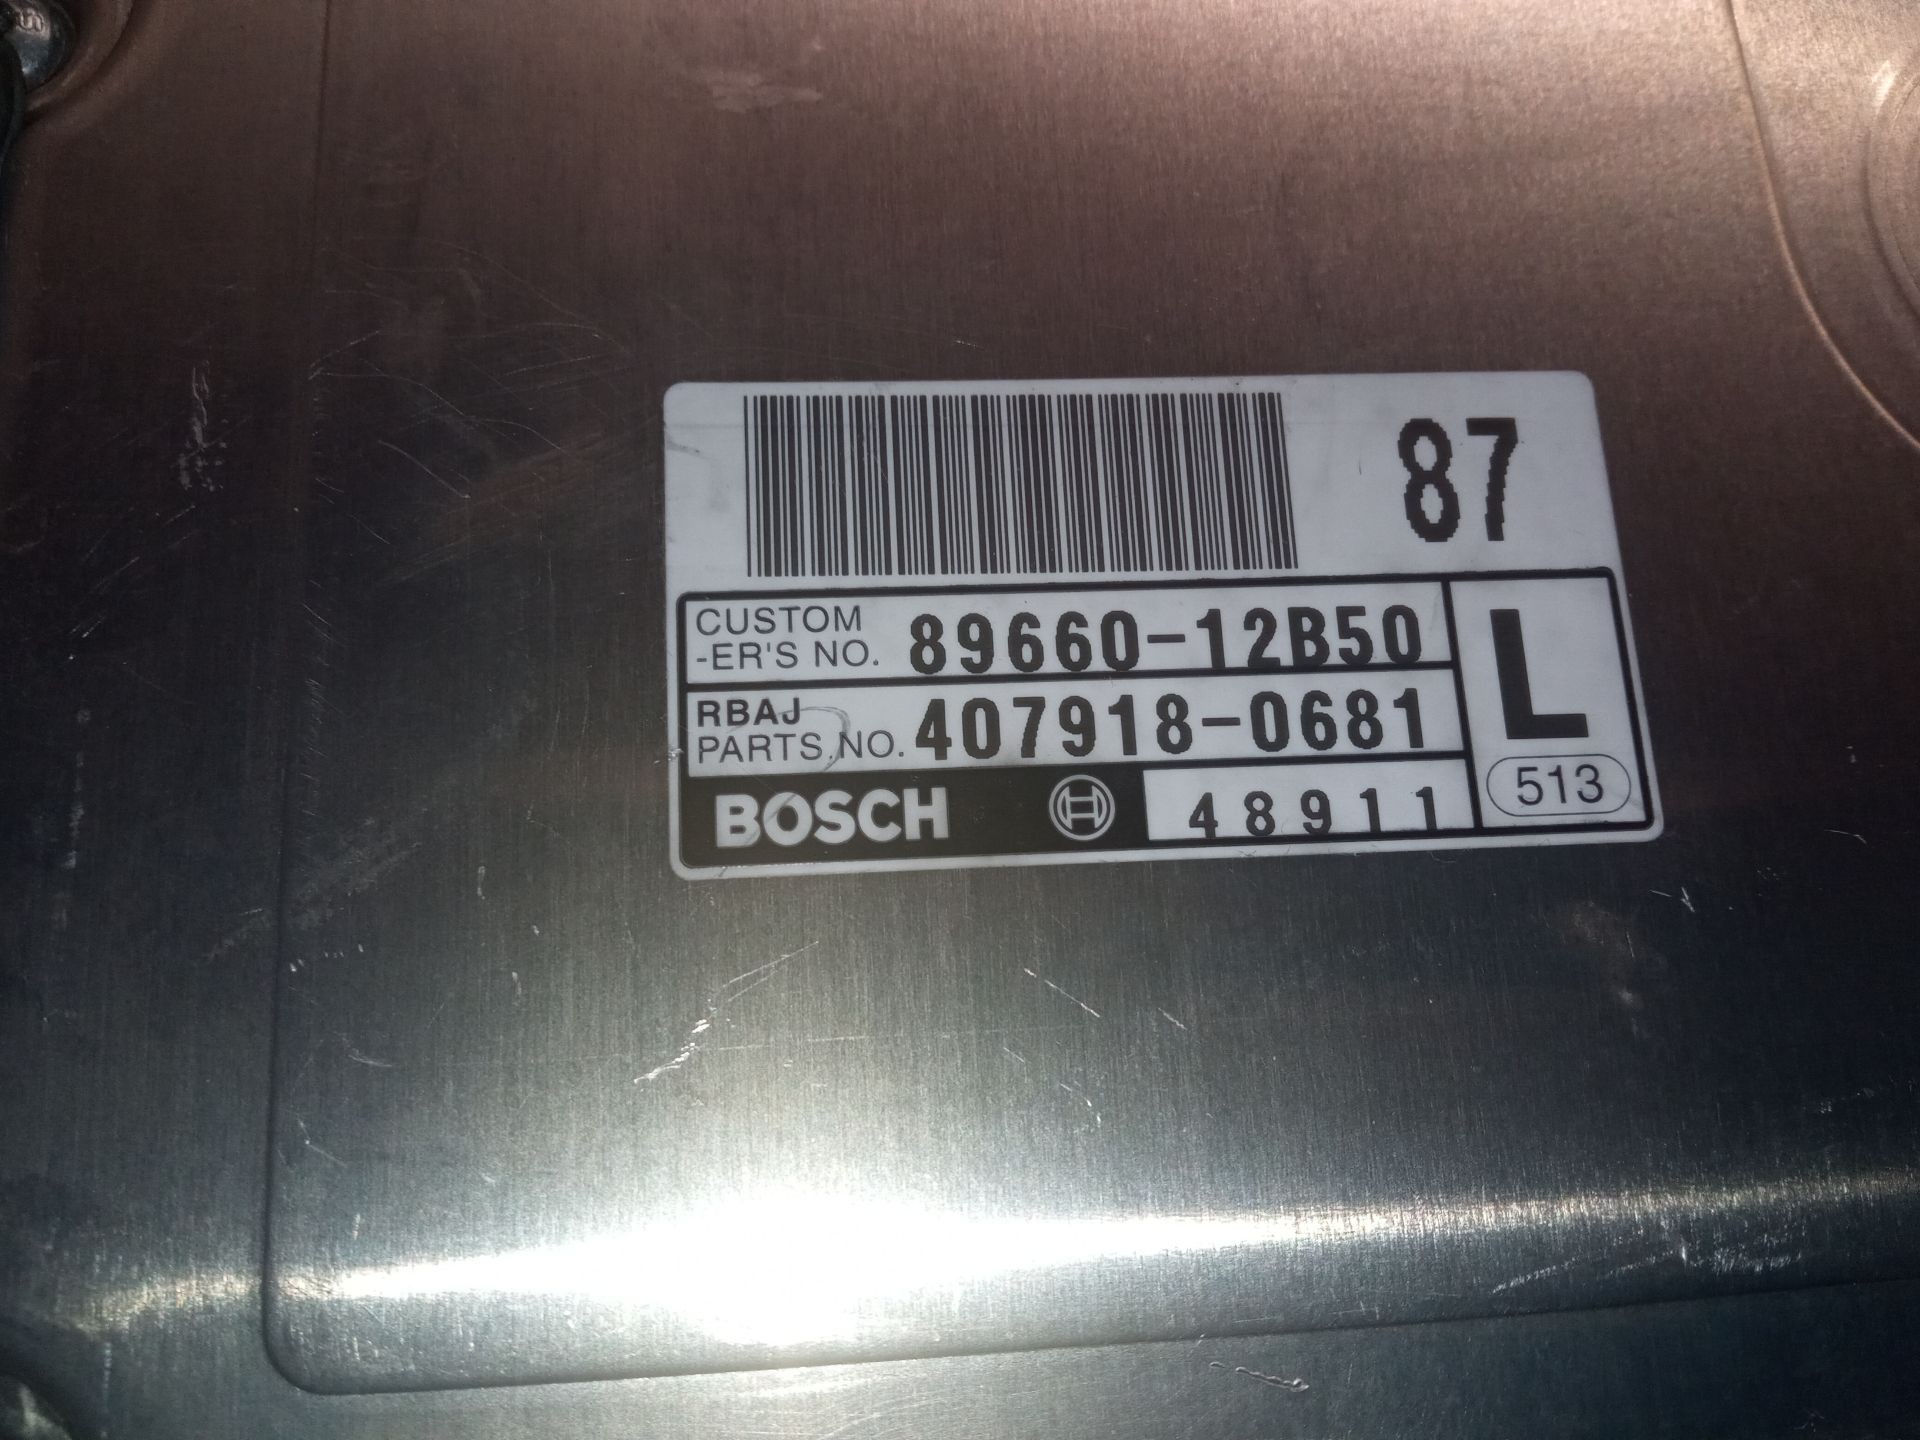 87
CUSTOM
-ER'S NO. 89660-12B50
L
RBAJ
PARTS.NO. 407918-0681
BOSCH 48911
513